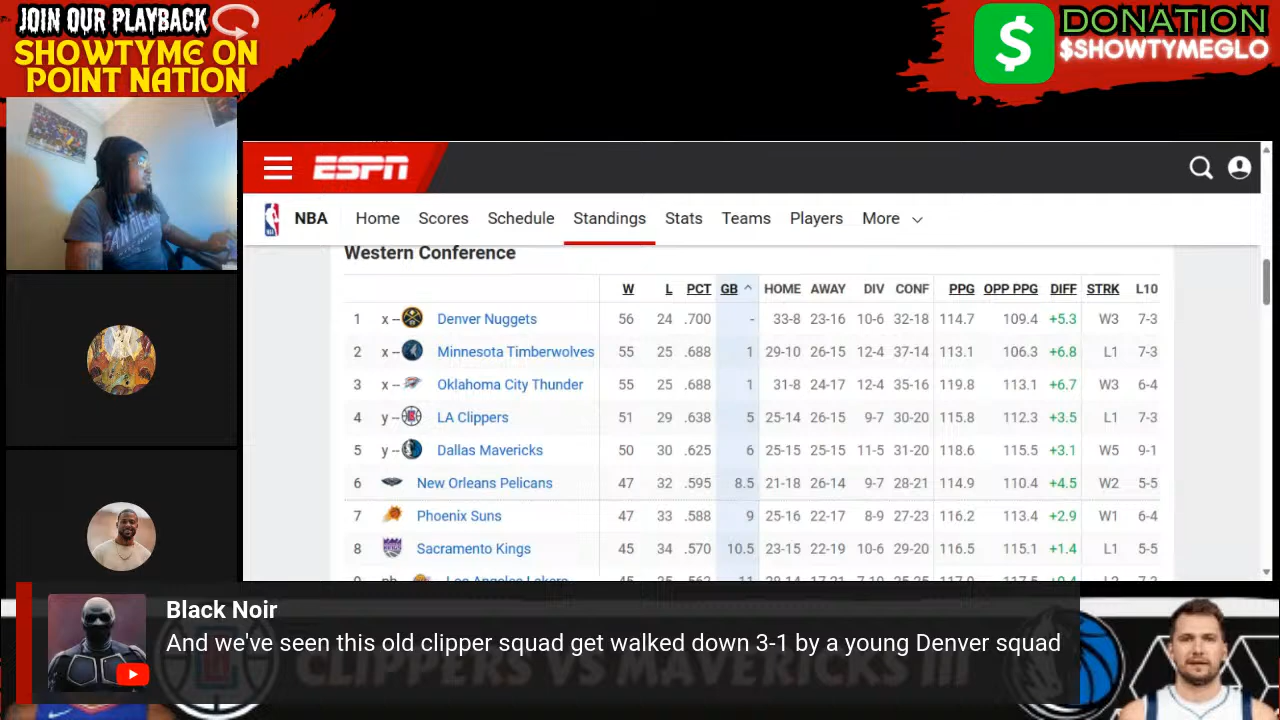 JOIN OUR PLAYBACK
SHOWTYME ON
POINT NATION
DONATION
$SHOWTYMEGLO
ESPN
NBA Home Scores Schedule Standings Stats Teams Players More
Western Conference
W L PCT GB HOME AWAY DIV CONF PPG OPP PPG DIFF STRK L10
1 x -- Denver Nuggets 56 24 .700 - 33-8 23-16 10-6 32-18 114.7 109.4 +5.3 W3 7-3
2 x -- Minnesota Timberwolves 55 25 .688 1 29-10 26-15 12-4 37-14 113.1 106.3 +6.8 L1 7-3
3 x -- Oklahoma City Thunder 55 25 .688 1 31-8 24-17 12-4 35-16 119.8 113.1 +6.7 W3 6-4
4 y -- LA Clippers 51 29 .638 5 25-14 26-15 9-7 30-20 115.8 112.3 +3.5 L1 7-3
5 y -- Dallas Mavericks 50 30 .625 6 25-15 25-15 11-5 31-20 118.6 115.5 +3.1 W5 9-1
6 New Orleans Pelicans 47 32 .595 8.5 21-18 26-14 9-7 28-21 114.9 110.4 +4.5 W2 5-5
7 Phoenix Suns 47 33 .588 9 25-16 22-17 8-9 27-23 116.2 113.4 +2.9 W1 6-4
8 Sacramento Kings 45 34 .570 10.5 23-15 22-19 10-6 29-20 116.5 115.1 +1.4 L1 5-5
Los Angeles Lakers
Black Noir
And we've seen this old clipper squad get walked down 3-1 by a young Denver squad
CLIPPERS VS MAVERICKS III